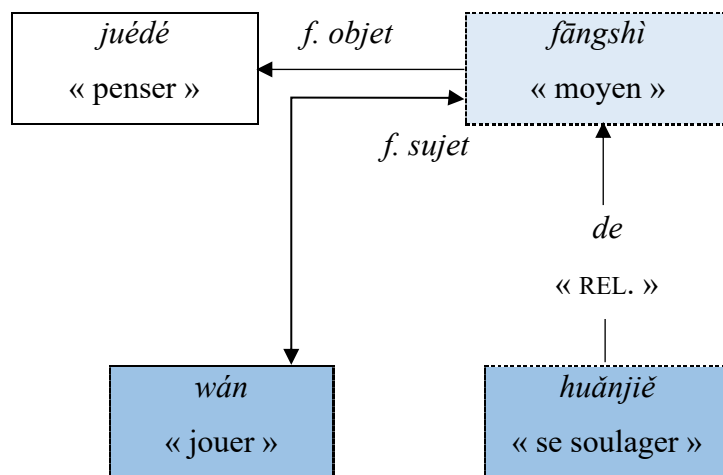 juédé
« penser »
f. objet
fāngshì
« moyen »
f. sujet
de
« REL. »
wán
« jouer »
huǎnjiě
« se soulager »